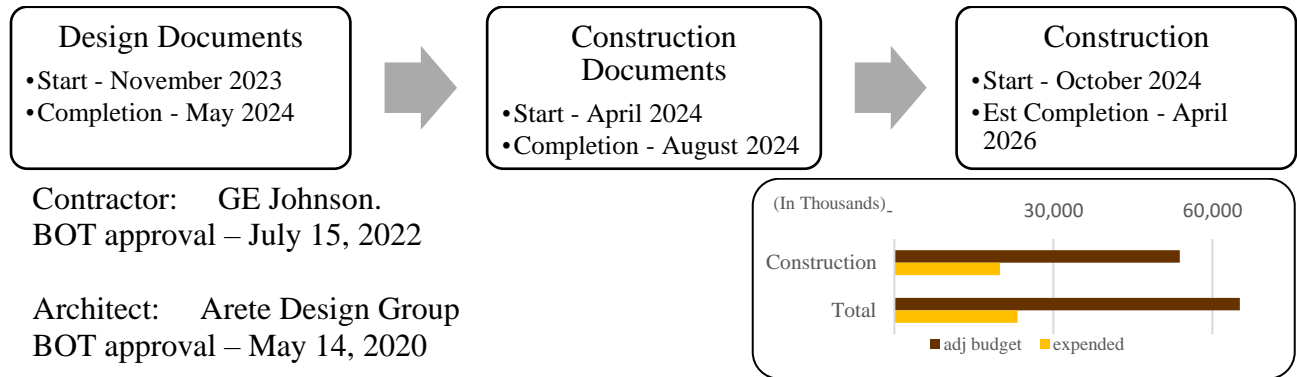 Design Documents
•Start - November 2023
•Completion - May 2024
Construction
Documents
•Start - April 2024
•Completion - August 2024
Construction
•Start - October 2024
•Est Completion - April
2026
Contractor: GE Johnson.
BOT approval – July 15, 2022
Architect: Arete Design Group
BOT approval – May 14, 2020
(In Thousands) - 30,000 60,000
Construction
Total
adj budget expended